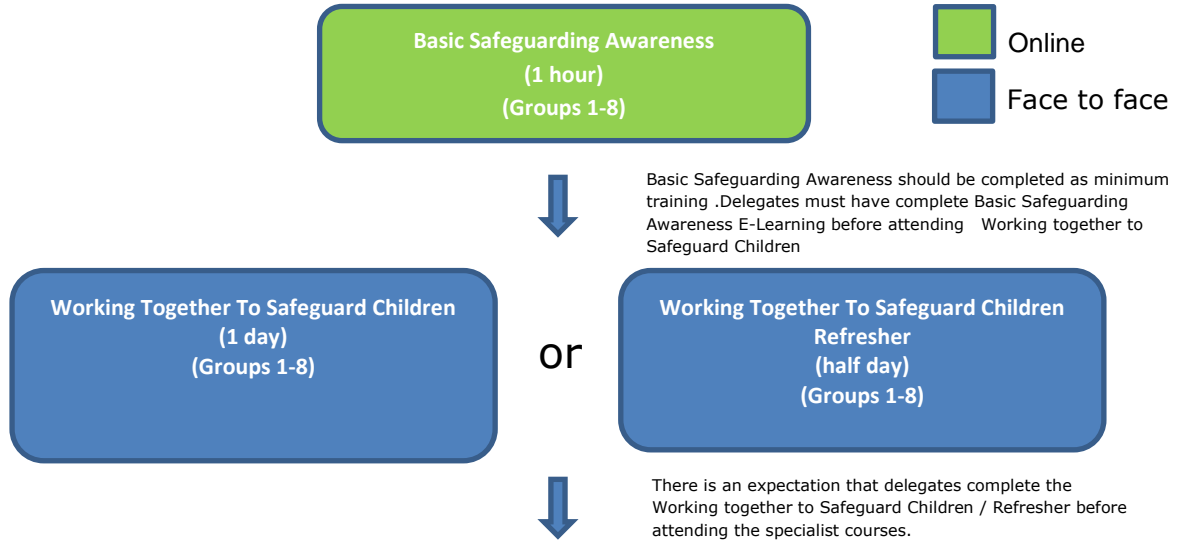 Basic Safeguarding Awareness
(1 hour)
(Groups 1-8)
Online
Face to face
Basic Safeguarding Awareness should be completed as minimum
training .Delegates must have complete Basic Safeguarding
Awareness E-Learning before attending Working together to
Safeguard Children
Working Together To Safeguard Children
(1 day)
(Groups 1-8)
or
Working Together To Safeguard Children
Refresher
(half day)
(Groups 1-8)
There is an expectation that delegates complete the
Working together to Safeguard Children / Refresher before
attending the specialist courses.